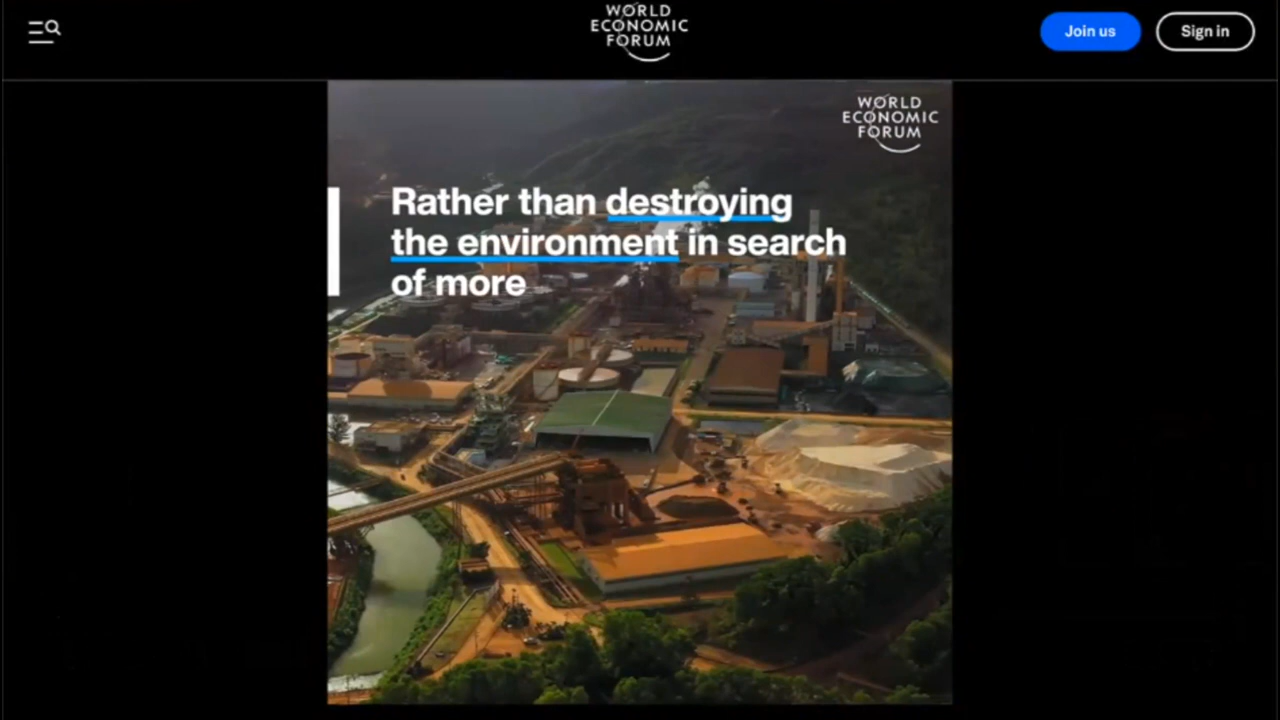 WORLD
ECONOMIC
FORUM
Join us
Sign in
WORLD
ECONOMIC
FORUM
Rather than destroying
the environment in search
of more